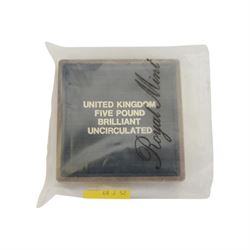 UNITED KINGDOM
FIVE POUND
BRILLIANT
UNCIRCULATED
Royal Mint